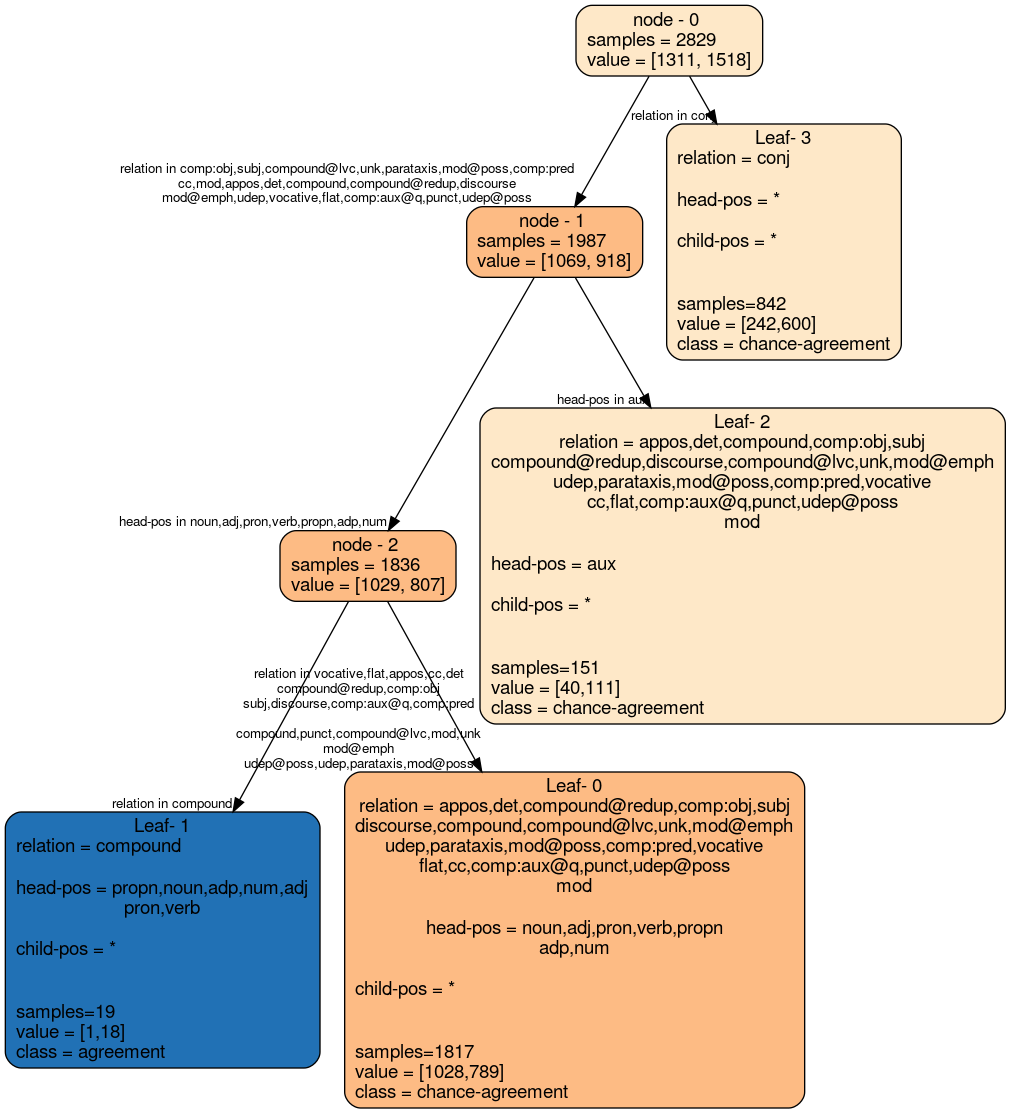 node - 0
samples = 2829
value = [1311, 1518]
relation in conj
Leaf- 3
relation = conj
head-pos = *
child-pos = *
samples=842
value = [242,600]
class = chance-agreement
relation in comp:obj,subj,compound@lvc,unk,parataxis,mod@poss,comp:pred
cc,mod,appos,det,compound,compound@redup,discourse
mod@emph,udep,vocative,flat,comp:aux@q,punct,udep@poss
node - 1
samples = 1987
value = [1069, 918]
head-pos in aux
Leaf- 2
relation = appos,det,compound,comp:obj,subj
compound@redup,discourse,compound@lvc,unk,mod@emph
udep,parataxis,mod@poss,comp:pred,vocative
cc,flat,comp:aux@q,punct,udep@poss
mod
head-pos = aux
child-pos = *
samples=151
value = [40,111]
class = chance-agreement
head-pos in noun,adj,pron,verb,propn,adp,num
node - 2
samples = 1836
value = [1029, 807]
relation in vocative,flat,appos,cc,det
compound@redup,comp:obj
subj,discourse,comp:aux@q,comp:pred
compound,punct,compound@lvc,mod,unk
mod@emph
udep@poss,udep,parataxis,mod@poss
relation in compound
Leaf- 1
relation = compound
head-pos = propn,noun,adp,num,adj
pron,verb
child-pos = *
samples=19
value = [1,18]
class = agreement
Leaf- 0
relation = appos,det,compound@redup,comp:obj,subj
discourse,compound,compound@lvc,unk,mod@emph
udep,parataxis,mod@poss,comp:pred,vocative
flat,cc,comp:aux@q,punct,udep@poss
mod
head-pos = noun,adj,pron,verb,propn
adp,num
child-pos = *
samples=1817
value = [1028,789]
class = chance-agreement